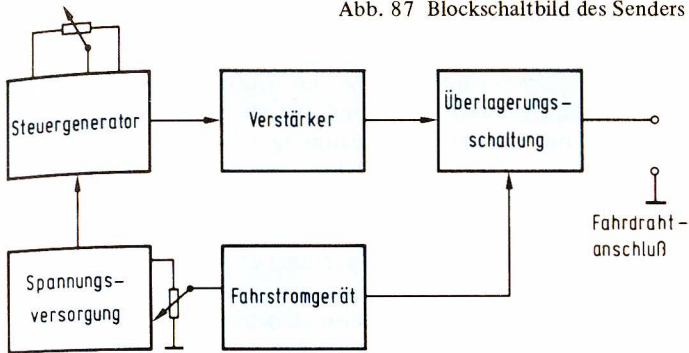 Abb. 87 Blockschaltbild des Senders
Steuergenerator
Verstärker
Überlagerungs-
schaltung
Fahrdraht-
anschluß
Spannungs-
versorgung
Fahrstromgerät